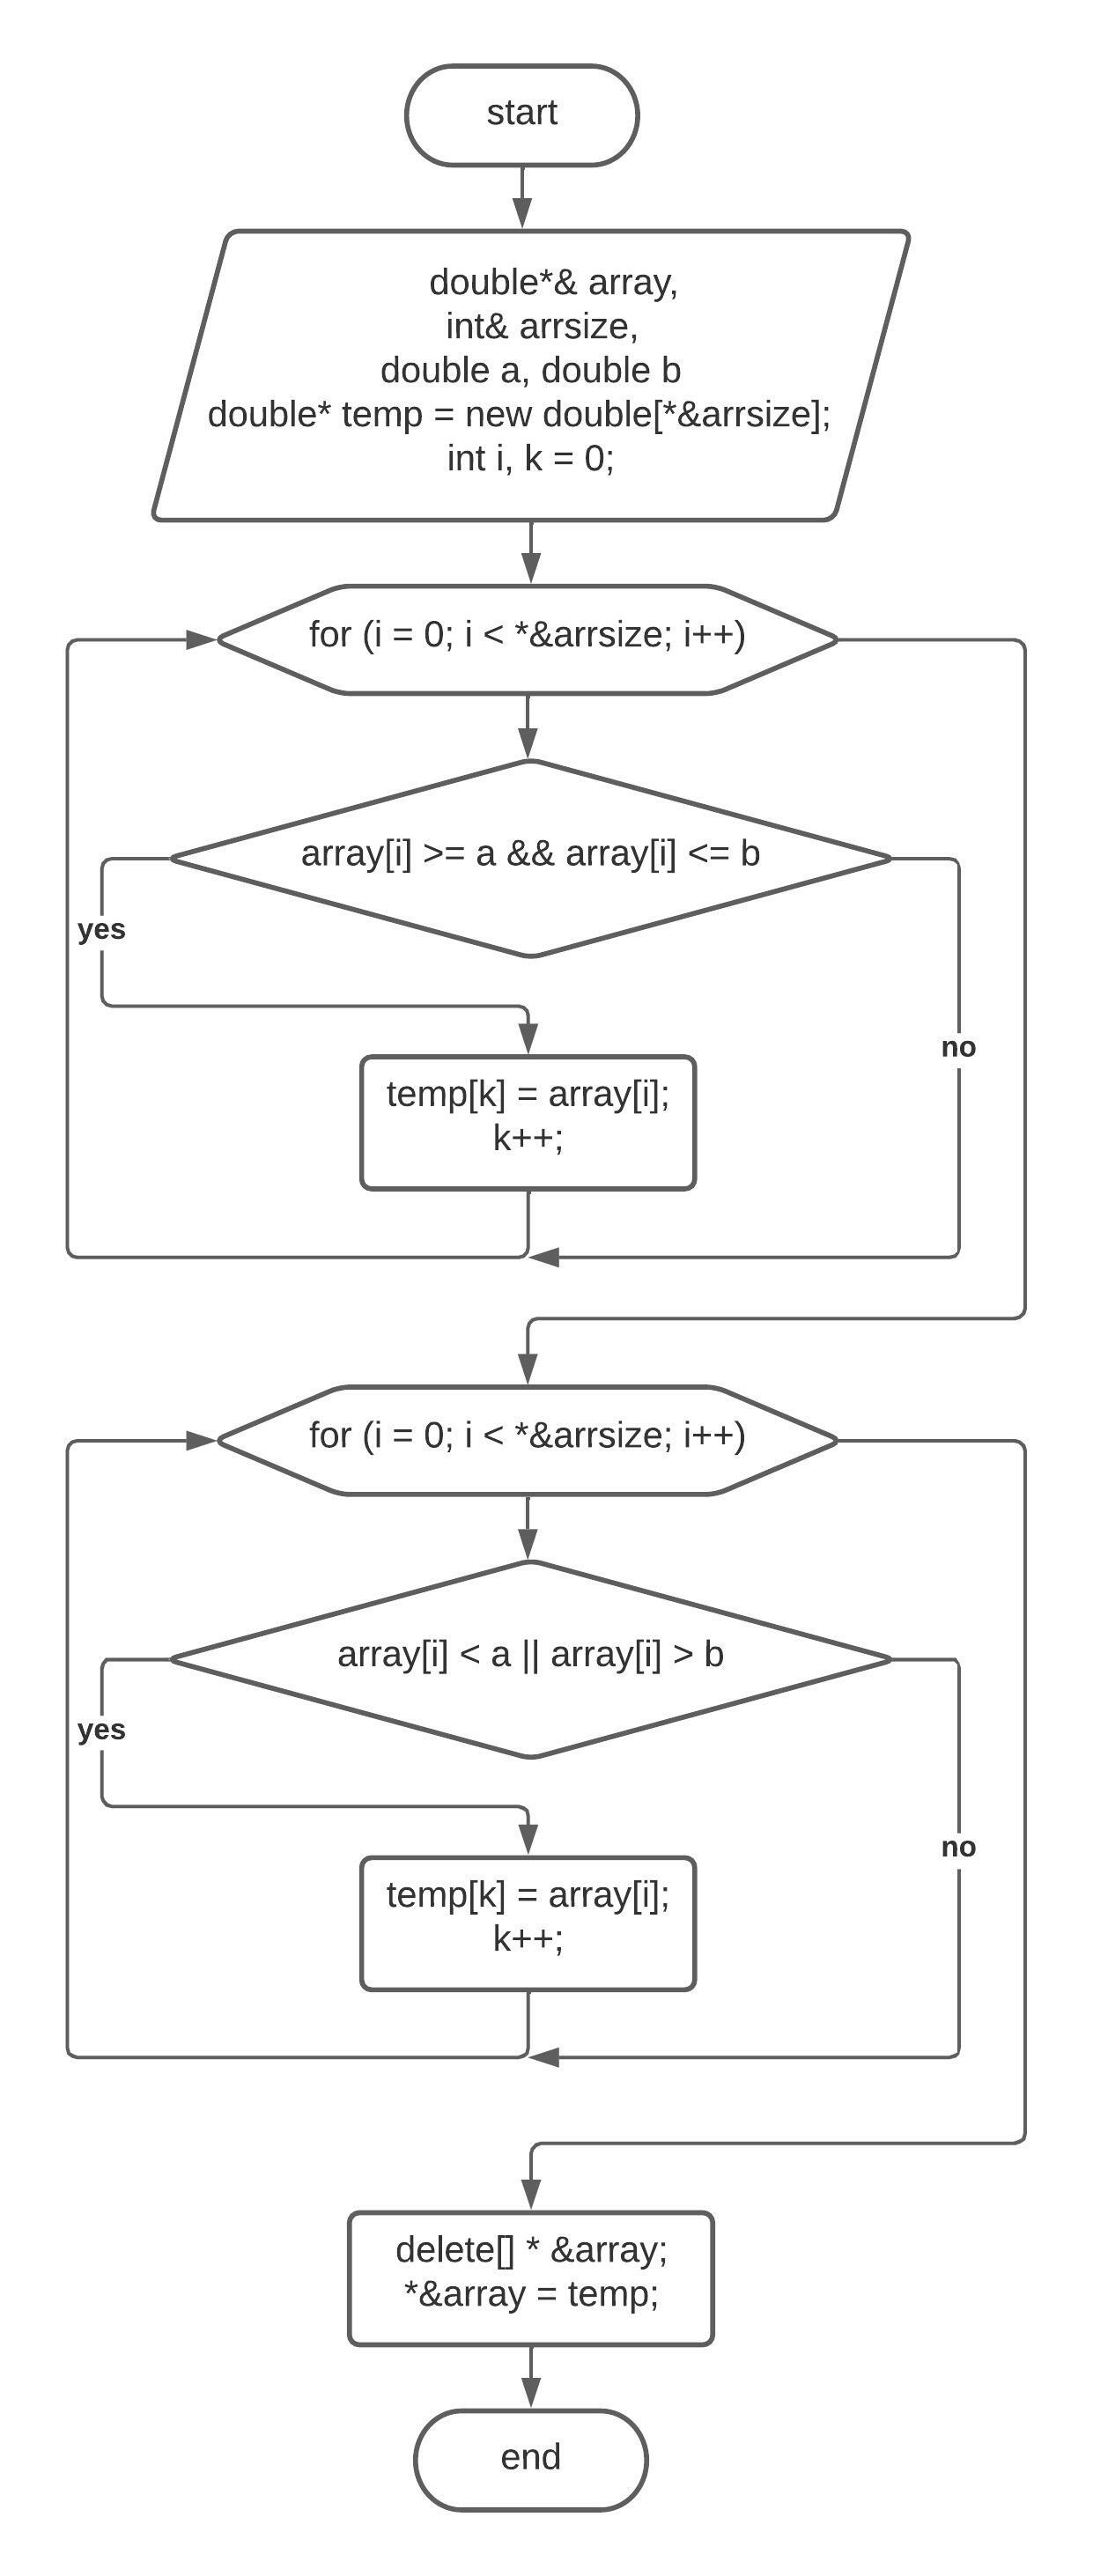 start
double*& array,
int& arrsize,
double a, double b
double* temp = new double[*&arrsize];
int i, k = 0;
for (i = 0; i < *&arrsize; i++)
array[i] >= a && array[i] <= b
yes
no
temp[k] = array[i];
k++;
for (i = 0; i < *&arrsize; i++)
array[i] < a || array[i] > b
yes
no
temp[k] = array[i];
k++;
delete[] * &array;
*&array = temp;
end